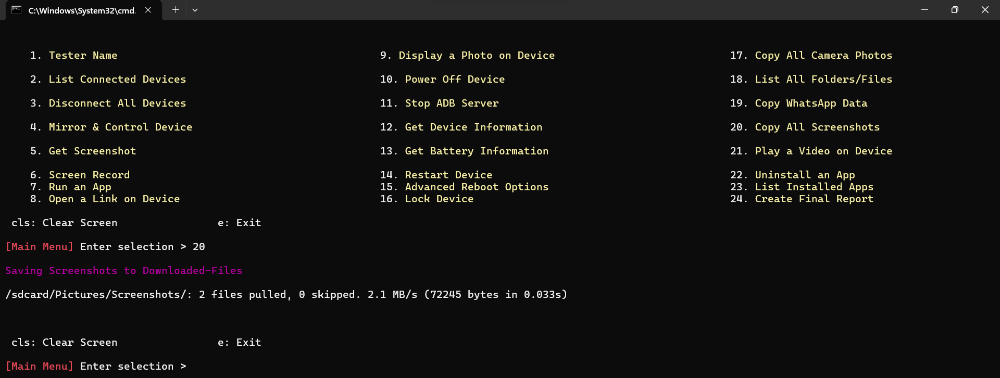 C:\Windows\System32\cmd.
1. Tester Name 9. Display a Photo on Device 17. Copy All Camera Photos
2. List Connected Devices 10. Power Off Device 18. List All Folders/Files
3. Disconnect All Devices 11. Stop ADB Server 19. Copy WhatsApp Data
4. Mirror & Control Device 12. Get Device Information 20. Copy All Screenshots
5. Get Screenshot 13. Get Battery Information 21. Play a Video on Device
6. Screen Record 14. Restart Device 22. Uninstall an App
7. Run an App 15. Advanced Reboot Options 23. List Installed Apps
8. Open a Link on Device 16. Lock Device 24. Create Final Report
cls: Clear Screen e: Exit
[Main Menu] Enter selection > 20
Saving Screenshots to Downloaded-Files
/sdcard/Pictures/Screenshots/: 2 files pulled, 0 skipped. 2.1 MB/s (72245 bytes in 0.033s)
cls: Clear Screen e: Exit
[Main Menu] Enter selection >